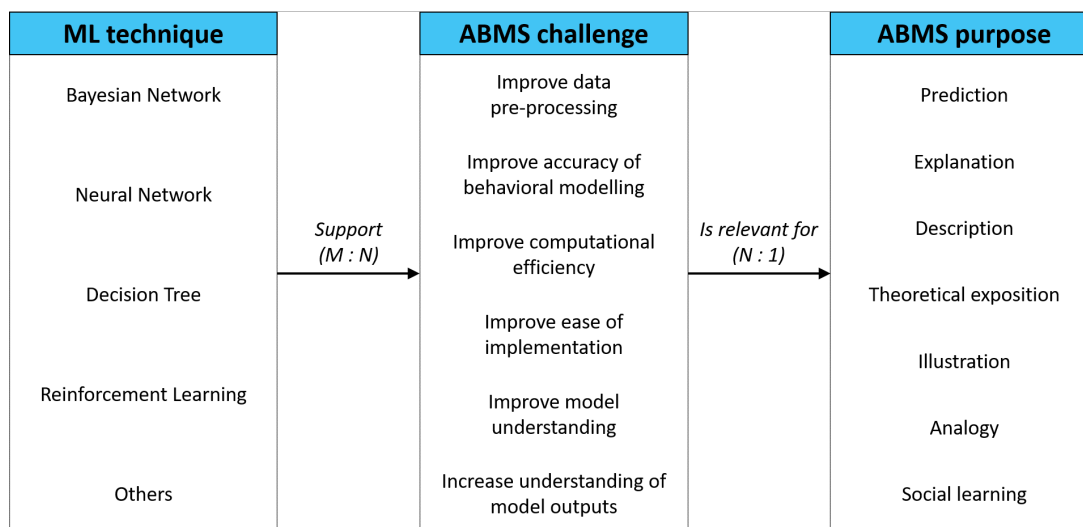 ML technique
Bayesian Network
Neural Network
Decision Tree
Reinforcement Learning
Others
Support
(M : N)
ABMS challenge
Improve data
pre-processing
Improve accuracy of
behavioral modelling
Improve computational
efficiency
Improve ease of
implementation
Improve model
understanding
Increase understanding of
model outputs
Is relevant for
(N : 1)
ABMS purpose
Prediction
Explanation
Description
Theoretical exposition
Illustration
Analogy
Social learning